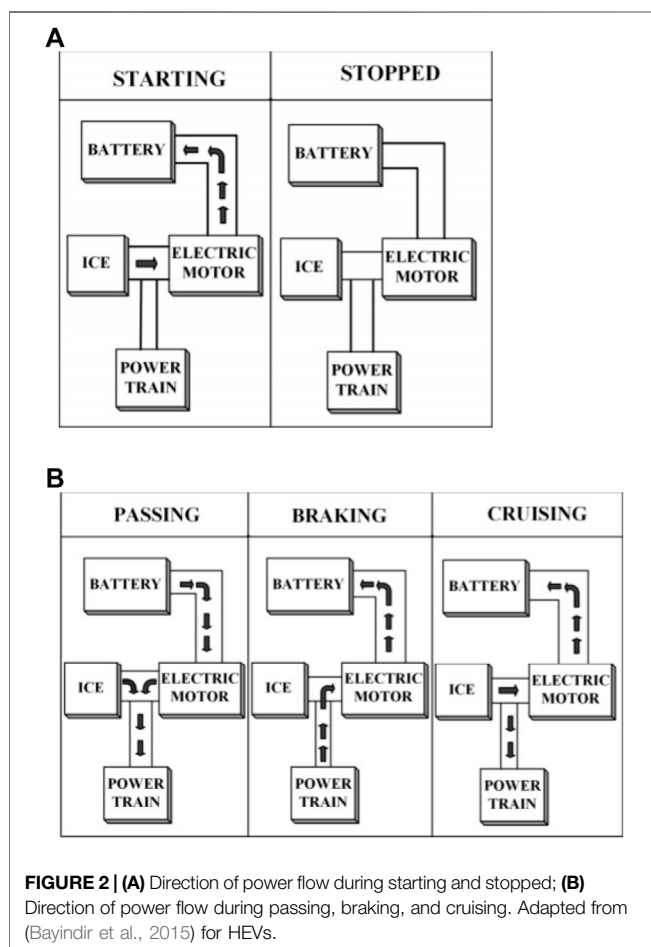 A
STARTING
STOPPED
BATTERY
ICE
ELECTRIC
MOTOR
POWER
TRAIN
BATTERY
ICE
ELECTRIC
MOTOR
POWER
TRAIN
B
PASSING
BRAKING
CRUISING
BATTERY
ICE
ELECTRIC
MOTOR
POWER
TRAIN
BATTERY
ICE
ELECTRIC
MOTOR
POWER
TRAIN
BATTERY
ICE
ELECTRIC
MOTOR
POWER
TRAIN
FIGURE 2 | (A) Direction of power flow during starting and stopped; (B)
Direction of power flow during passing, braking, and cruising. Adapted from
(Bayindir et al., 2015) for HEVs.